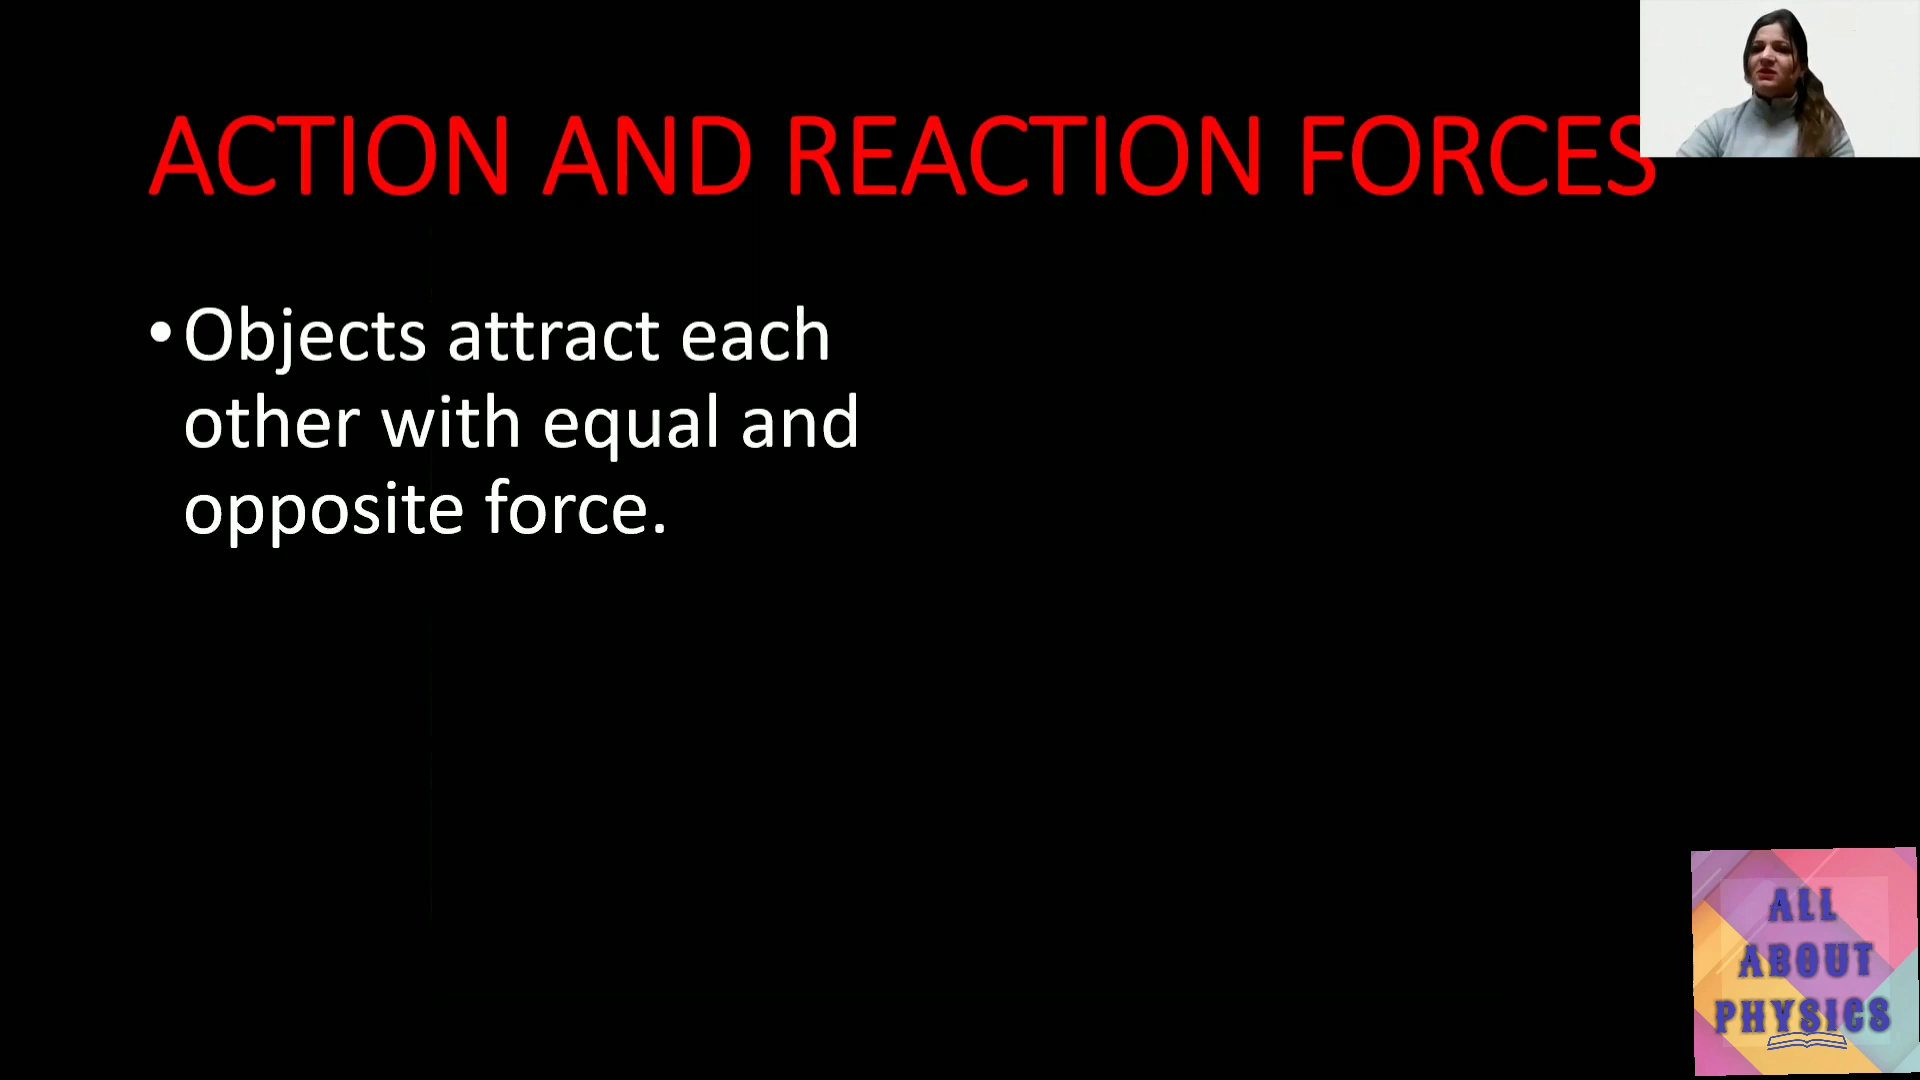 ACTION AND REACTION FORCES
•Objects attract each
other with equal and
opposite force.
ALL
ABOUT
PHYSICS